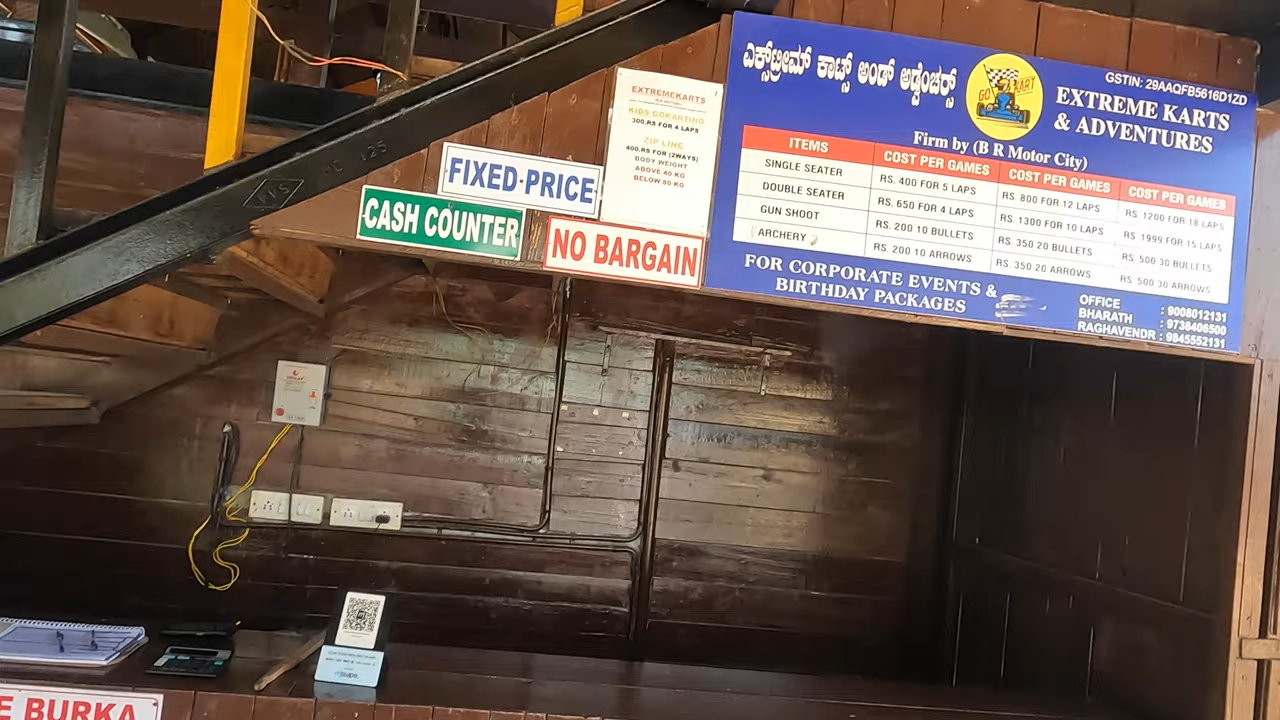 ಎಕ್ಸ್‌ಟ್ರೀಮ್ ಕಾರ್ಟ್ಸ್ ಅಂಡ್ ಅಡ್ವೆಂಚರ್ಸ್
GO KART
GSTIN: 29AAQFB5616D1ZD
EXTREME KARTS
& ADVENTURES
Firm by (B R Motor City)
ITEMS COST PER GAMES COST PER GAMES COST PER GAMES
SINGLE SEATER RS. 400 FOR 5 LAPS RS. 800 FOR 12 LAPS RS 1200 FOR 18 LAPS
DOUBLE SEATER RS. 650 FOR 4 LAPS RS. 1300 FOR 10 LAPS RS 1999 FOR 15 LAPS
GUN SHOOT RS. 200 10 BULLETS RS. 350 20 BULLETS RS. 500 30 BULLETS
ARCHERY RS. 200 10 ARROWS RS. 350 20 ARROWS RS. 500 30 ARROWS
FOR CORPORATE EVENTS &
BIRTHDAY PACKAGES
OFFICE : 9008012131
BHARATH : 9738406500
RAGHAVENDR : 9845552131
EXTREMEKARTS
KIDS GOKARTING
300.RS FOR 4 LAPS
ZIP LINE
400.RS FOR (2WAYS)
BODY WEIGHT
ABOVE 40 KG
BELOW 80 KG
FIXED PRICE
CASH COUNTER
NO BARGAIN
125
E BURKA